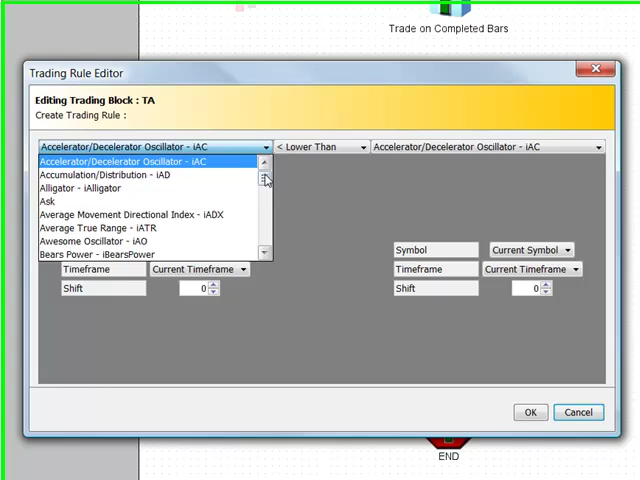 Trade on Completed Bars
Trading Rule Editor
Editing Trading Block : TA
Create Trading Rule :
Accelerator/Decelerator Oscillator - iAC < Lower Than Accelerator/Decelerator Oscillator - iAC
Accelerator/Decelerator Oscillator - iAC
Accumulation/Distribution - iAD
Alligator - iAlligator
Ask
Average Movement Directional Index - iADX
Average True Range - iATR
Awesome Oscillator - iAO
Bears Power - iBearsPower
Symbol Current Symbol
Timeframe Current Timeframe Timeframe Current Timeframe
Shift 0 Shift 0
OK Cancel
END